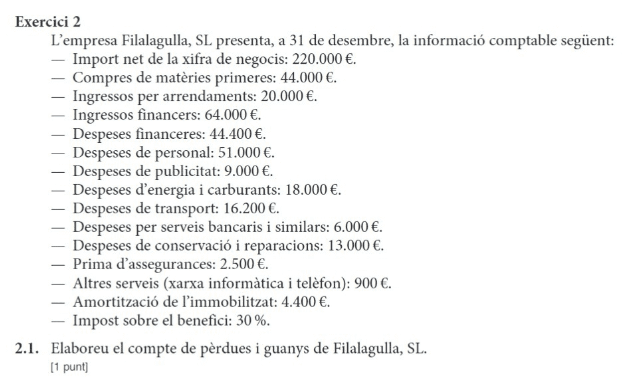 Exercici 2
L'empresa Filalagulla, SL presenta, a 31 de desembre, la informació comptable següent:
— Import net de la xifra de negocis: 220.000 €.
— Compres de matèries primeres: 44.000 €.
— Ingressos per arrendaments: 20.000 €.
— Ingressos financers: 64.000 €.
— Despeses financeres: 44.400 €.
— Despeses de personal: 51.000 €.
— Despeses de publicitat: 9.000 €.
— Despeses d'energia i carburants: 18.000 €.
— Despeses de transport: 16.200 €.
— Despeses per serveis bancaris i similars: 6.000 €.
— Despeses de conservació i reparacions: 13.000 €.
— Prima d'assegurances: 2.500 €.
— Altres serveis (xarxa informàtica i telèfon): 900 €.
— Amortització de l'immobilitzat: 4.400 €.
— Impost sobre el benefici: 30 %.
2.1. Elaboreu el compte de pèrdues i guanys de Filalagulla, SL.
[1 punt]